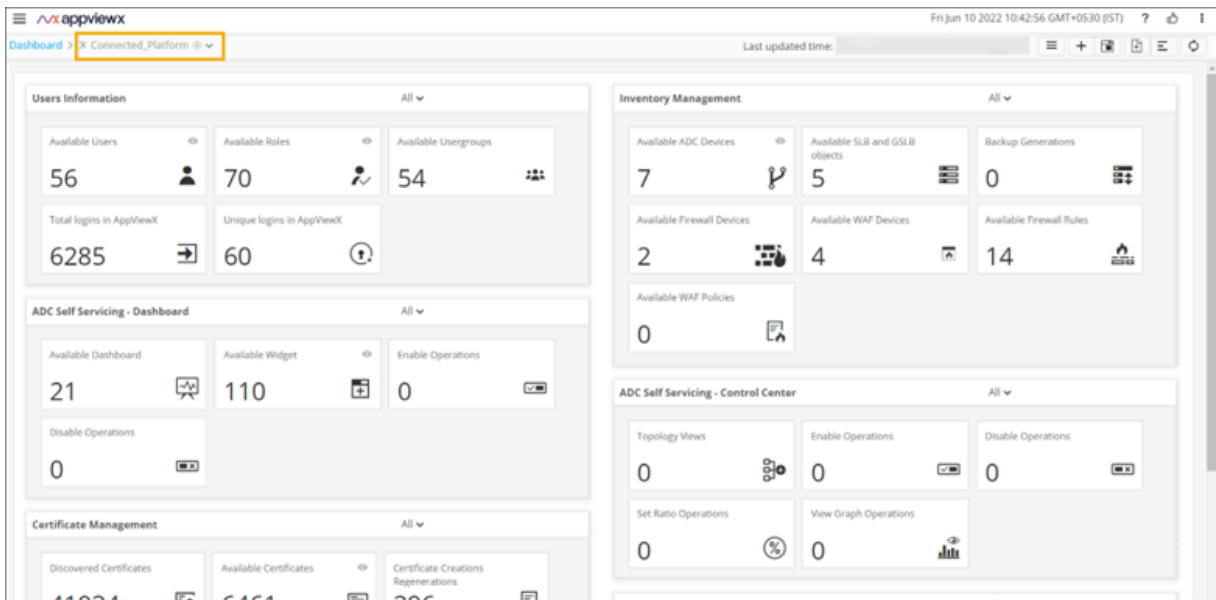 appviewx
Fri Jun 10 2022 10:42:56 GMT+0530 (IST) ?
Dashboard > Connected_Platform
Last updated time:
Users Information All
Available Users
56
Available Roles
70
Available Usergroups
54
Total logins in AppViewX
6285
Unique logins in AppViewX
60
ADC Self Servicing - Dashboard All
Available Dashboard
21
Available Widget
110
Enable Operations
0
Disable Operations
0
Certificate Management All
Discovered Certificates
Available Certificates
Certificate Creations
Regenerations
Inventory Management All
Available ADC Devices
7
Available SLB and GSLB
objects
5
Backup Generations
0
Available Firewall Devices
2
Available WAF Devices
4
Available Firewall Rules
14
Available WAF Policies
0
ADC Self Servicing - Control Center All
Topology Views
0
Enable Operations
0
Disable Operations
0
Set Ratio Operations
0
View Graph Operations
0